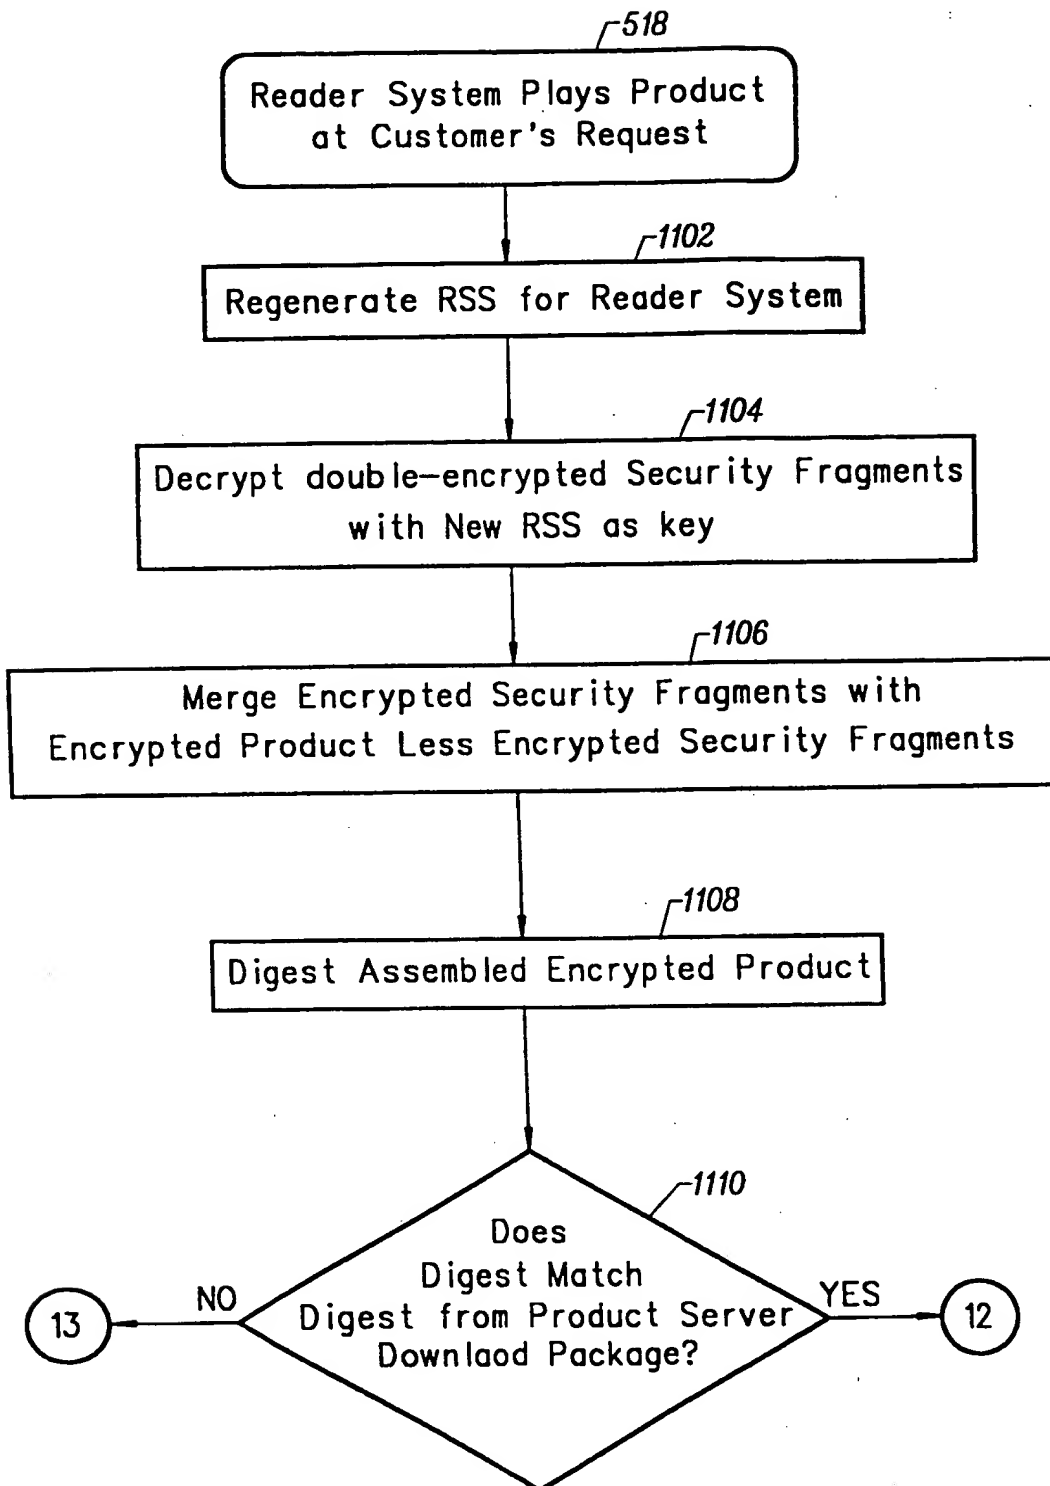 518
Reader System Plays Product
at Customer's Request
1102
Regenerate RSS for Reader System
1104
Decrypt double-encrypted Security Fragments
with New RSS as key
1106
Merge Encrypted Security Fragments with
Encrypted Product Less Encrypted Security Fragments
1108
Digest Assembled Encrypted Product
1110
Does
Digest Match
Digest from Product Server
Downlaod Package?
NO
YES
13
12